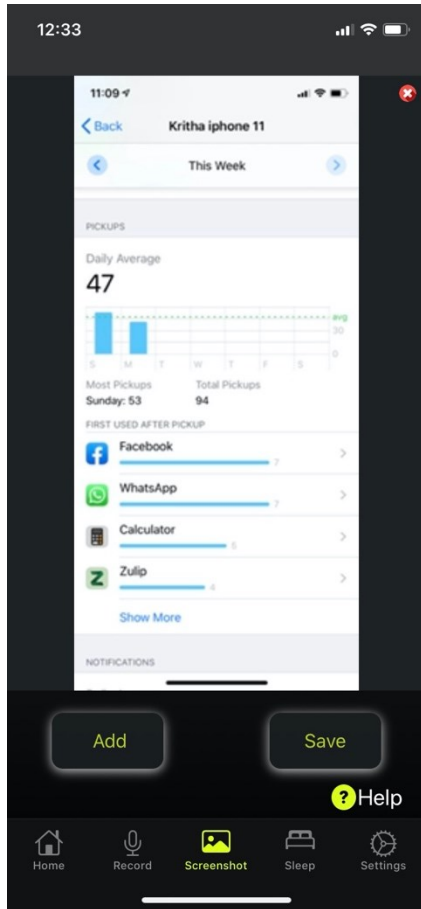 12:33
11:09
Back Kritha iphone 11
This Week
PICKUPS
Daily Average
47
avg
30
0
S M T W T F S
Most Pickups Total Pickups
Sunday: 53 94
FIRST USED AFTER PICKUP
Facebook
7
WhatsApp
7
Calculator
5
Zulip
4
Show More
NOTIFICATIONS
Add Save
? Help
Home Record Screenshot Sleep Settings